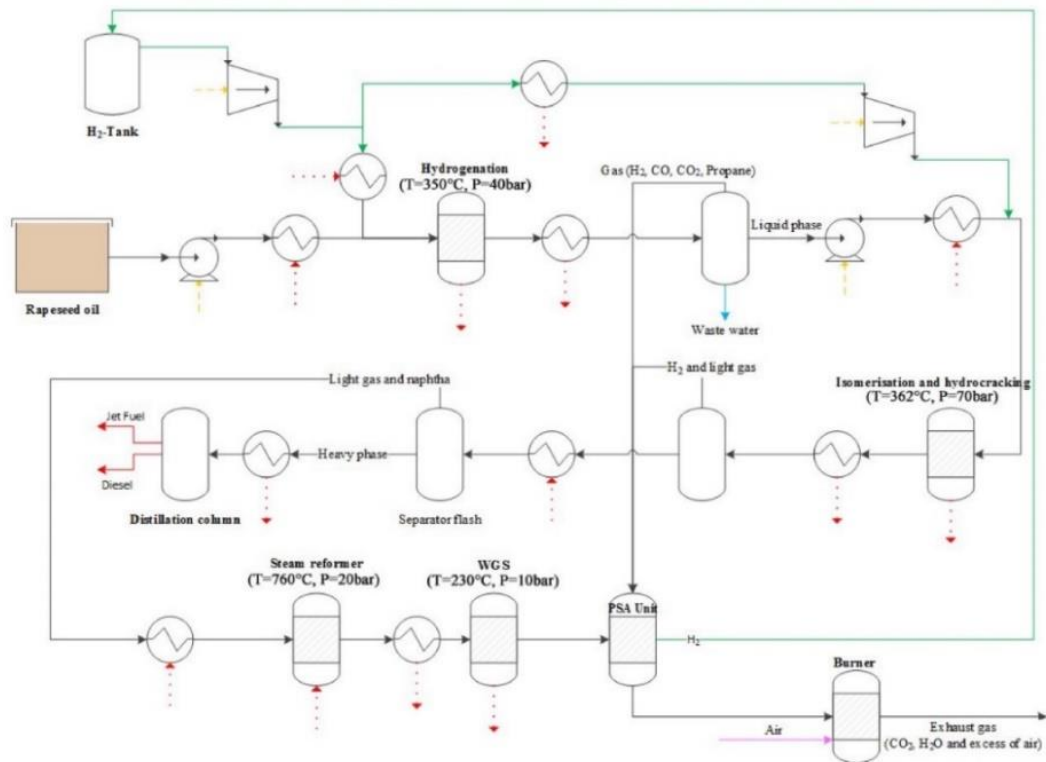 H₂-Tank
Hydrogenation
(T=350°C, P=40bar)
Gas (H₂, CO, CO₂, Propane)
Liquid phase
Rapeseed oil
Waste water
Light gas and naphtha
H₂ and light gas
Isomerisation and hydrocracking
(T=362°C, P=70bar)
Jet Fuel
Heavy phase
Diesel
Distillation column
Separator flash
Steam reformer
(T=760°C, P=20bar)
WGS
(T=230°C, P=10bar)
PSA Unit
H₂
Burner
Air
Exhaust gas
(CO₂, H₂O and excess of air)